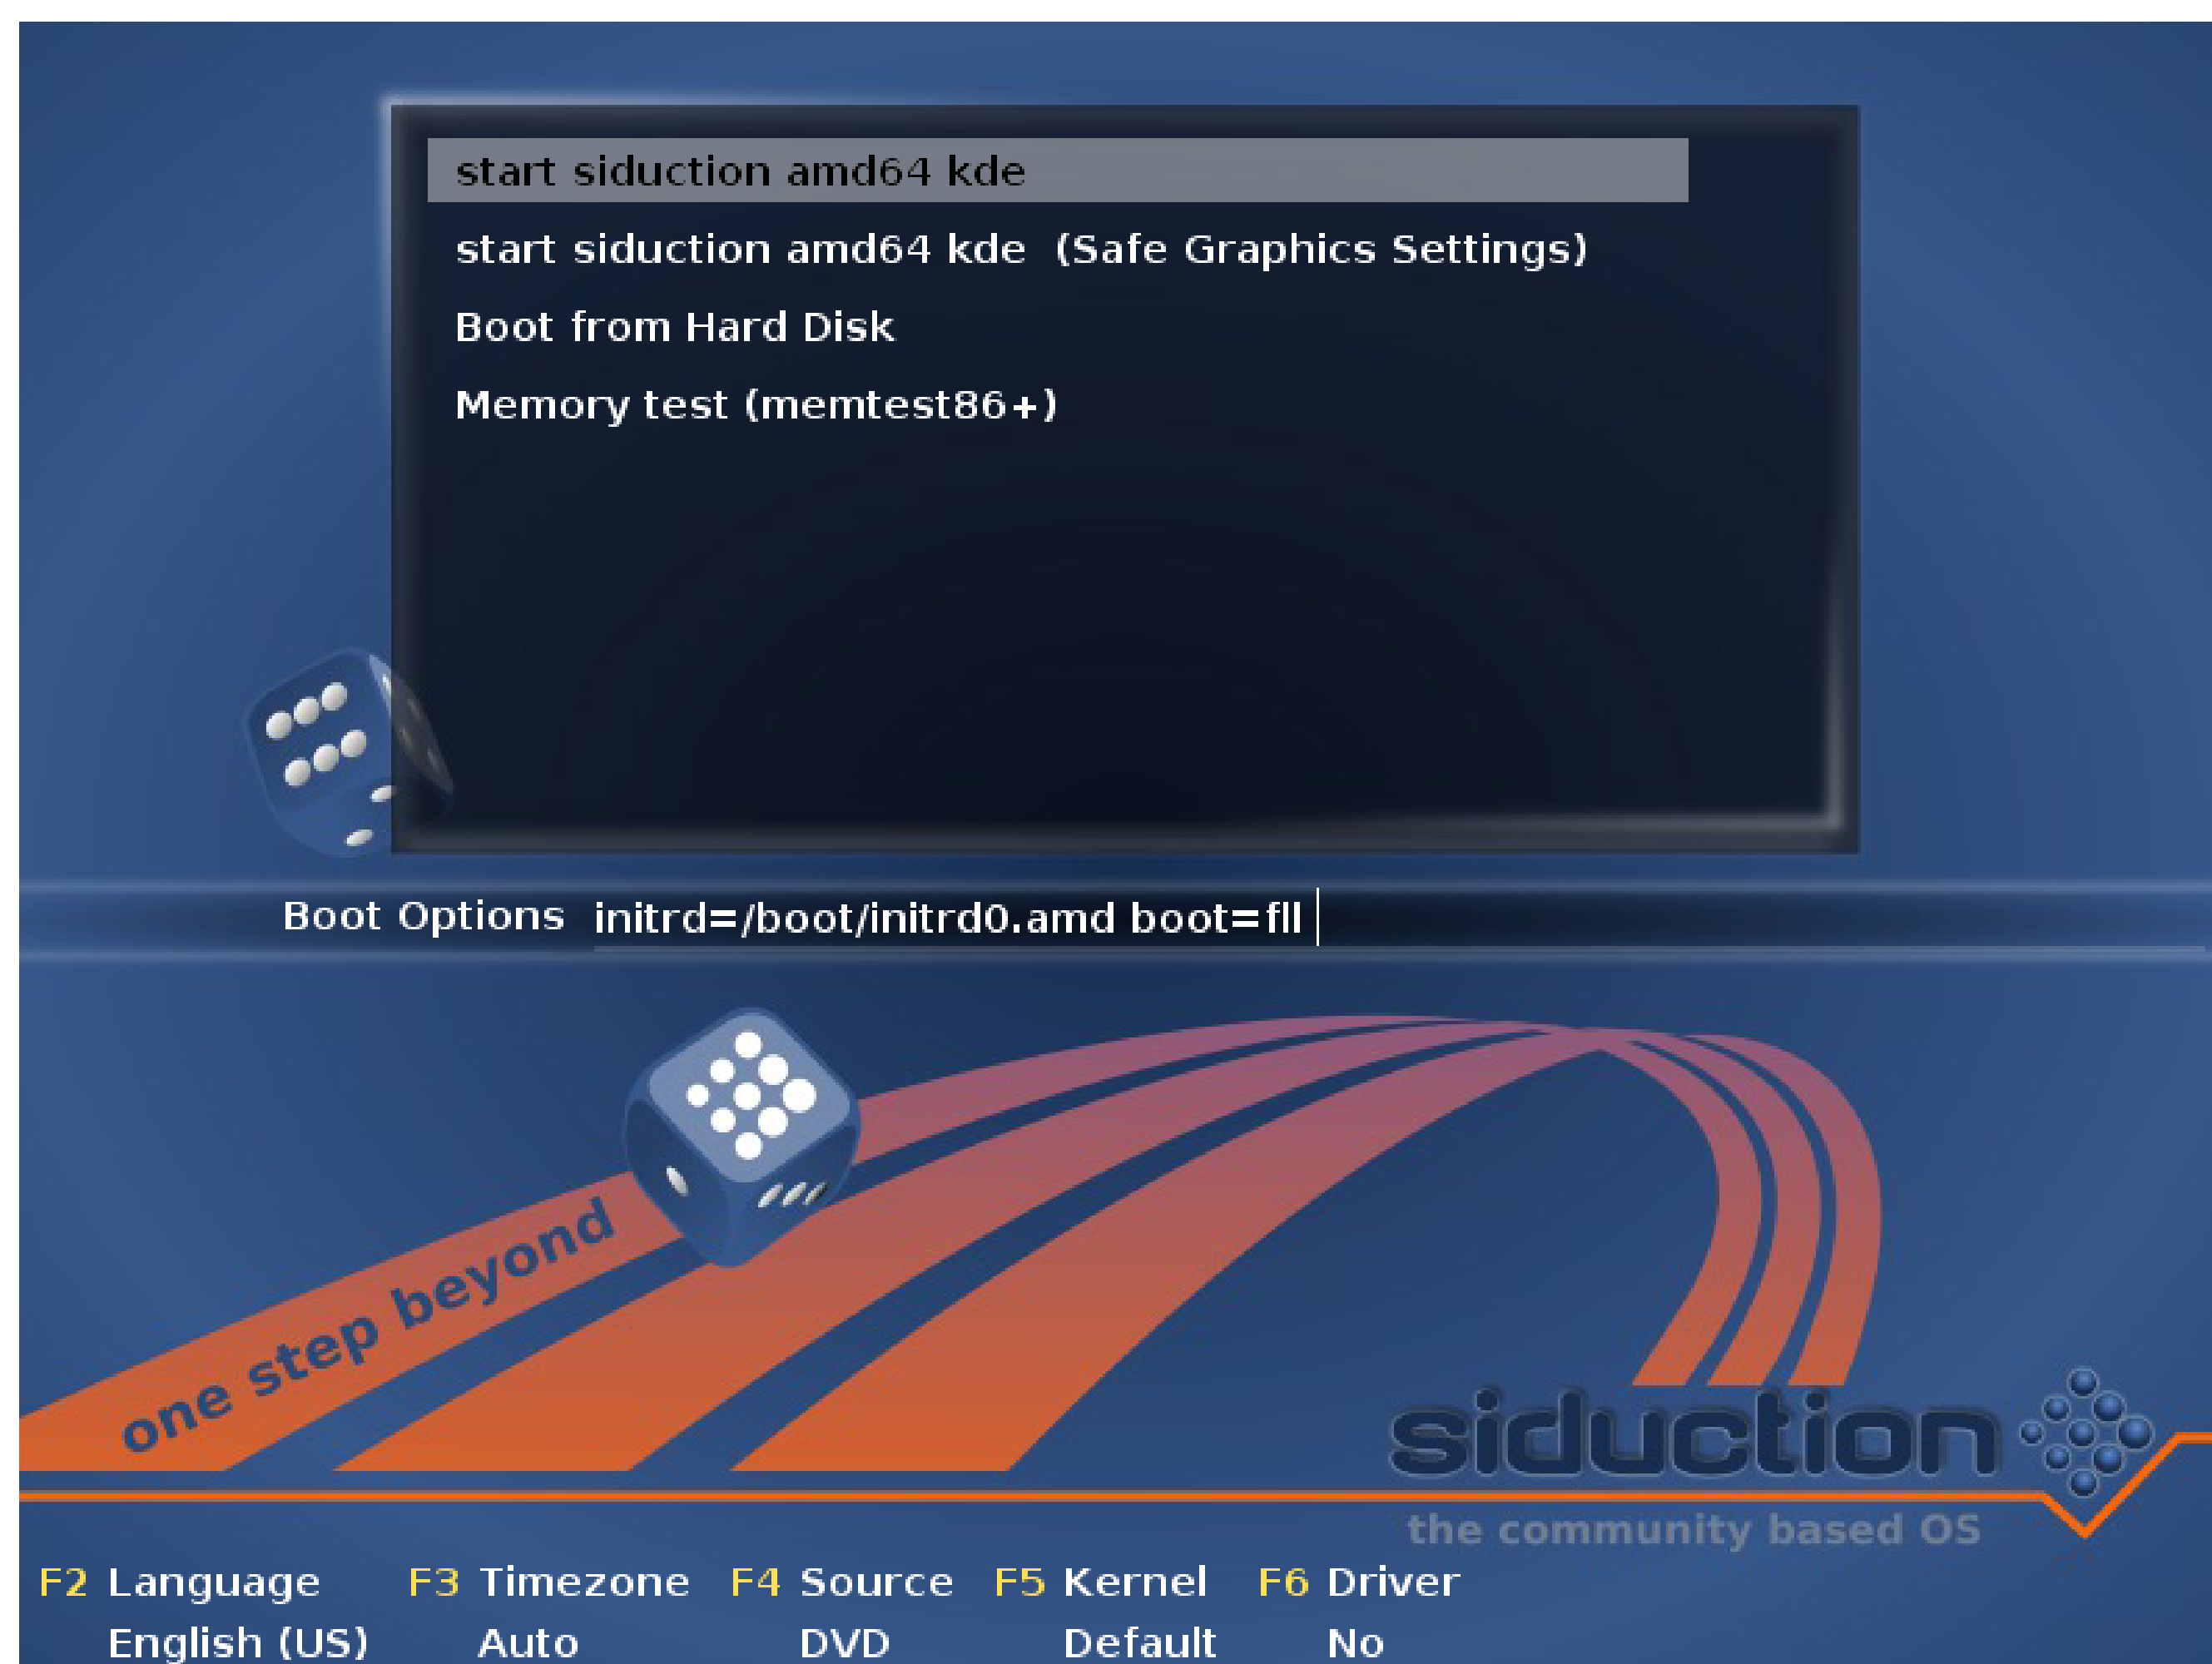 start siduction amd64 kde
start siduction amd64 kde  (Safe Graphics Settings)
Boot from Hard Disk
Memory test (memtest86+)
Boot Options initrd=/boot/initrd0.amd boot=fll
one step beyond
siduction
the community based OS
F2 Language F3 Timezone F4 Source F5 Kernel F6 Driver
English (US) Auto DVD Default No